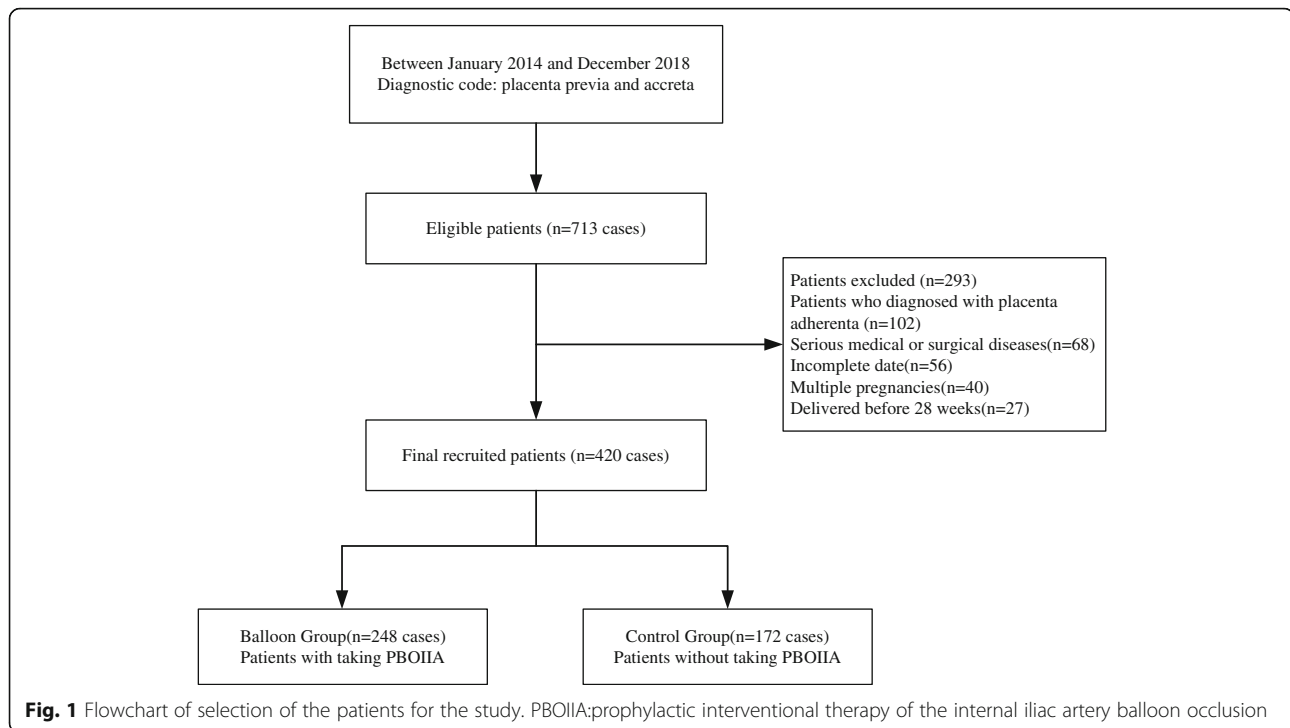 Between January 2014 and December 2018
Diagnostic code: placenta previa and accreta
Eligible patients (n=713 cases)
Patients excluded (n=293)
Patients who diagnosed with placenta
adherenta (n=102)
Serious medical or surgical diseases(n=68)
Incomplete date(n=56)
Multiple pregnancies(n=40)
Delivered before 28 weeks(n=27)
Final recruited patients (n=420 cases)
Balloon Group(n=248 cases)
Patients with taking PBOIIA
Control Group(n=172 cases)
Patients without taking PBOIIA
Fig. 1 Flowchart of selection of the patients for the study. PBOIIA:prophylactic interventional therapy of the internal iliac artery balloon occlusion